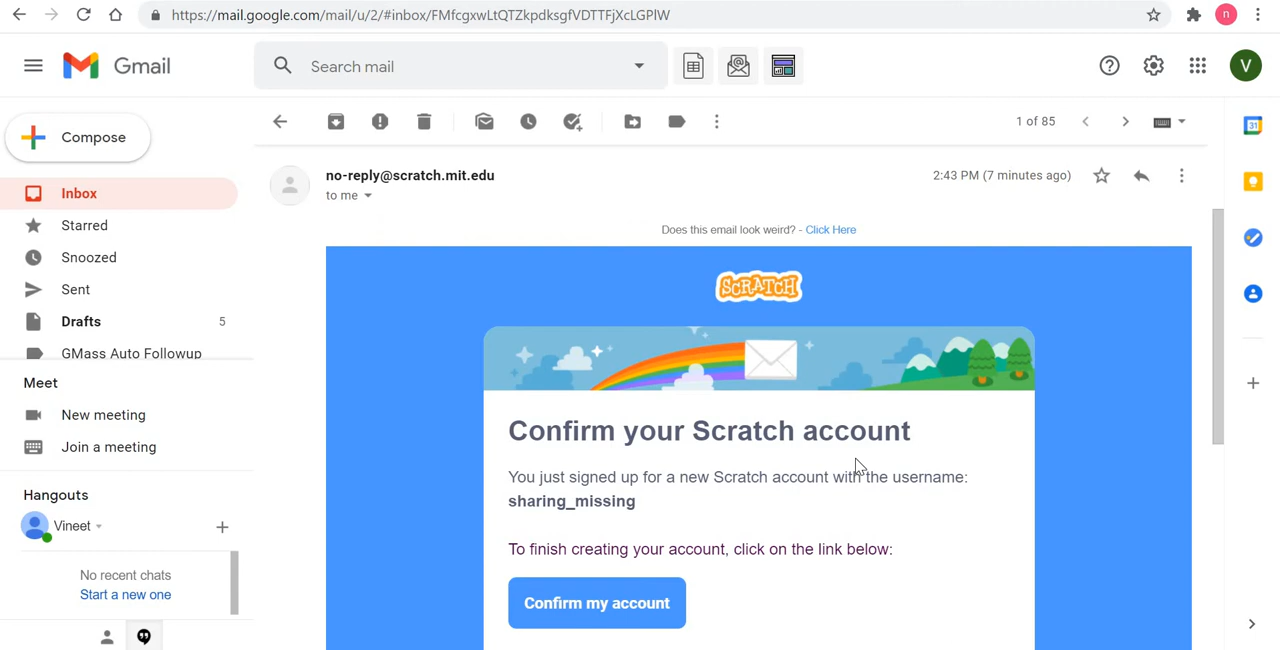 https://mail.google.com/mail/u/2/#inbox/FMfcgxwLtQTZkpdksgfVDTTFjXcLGPlW
n
Gmail
Search mail
V
Compose
1 of 85
31
Inbox
Starred
Snoozed
Sent
Drafts 5
GMass Auto Followup
Meet
New meeting
Join a meeting
Hangouts
Vineet
No recent chats
Start a new one
no-reply@scratch.mit.edu
2:43 PM (7 minutes ago)
to me
Does this email look weird? - Click Here
SCRATCH
Confirm your Scratch account
You just signed up for a new Scratch account with the username:
sharing_missing
To finish creating your account, click on the link below:
Confirm my account